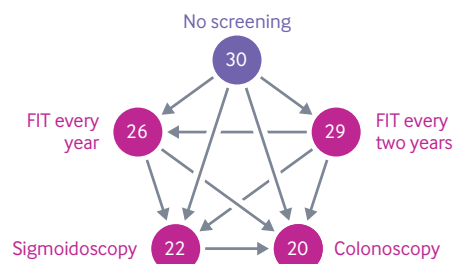 No screening
30
FIT every
year
26
29
FIT every
two years
Sigmoidoscopy
22
20
Colonoscopy